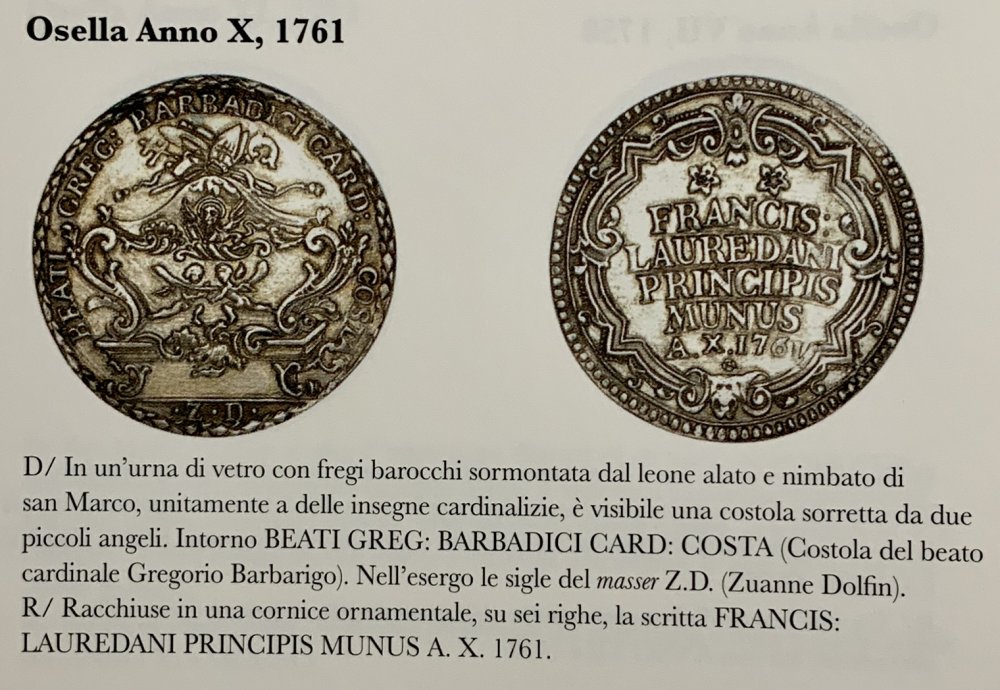 Osella Anno X, 1761
BEATI GREG: BARBADICI CARD: COSTA
· Z · D ·
FRANCIS:
LAUREDANI
PRINCIPIS
MUNUS
A. X. 1761
D/ In un'urna di vetro con fregi barocchi sormontata dal leone alato e nimbato di
san Marco, unitamente a delle insegne cardinalizie, è visibile una costola sorretta da due
piccoli angeli. Intorno BEATI GREG: BARBADICI CARD: COSTA (Costola del beato
cardinale Gregorio Barbarigo). Nell'esergo le sigle del masser Z.D. (Zuanne Dolfin).
R/ Racchiuse in una cornice ornamentale, su sei righe, la scritta FRANCIS:
LAUREDANI PRINCIPIS MUNUS A. X. 1761.